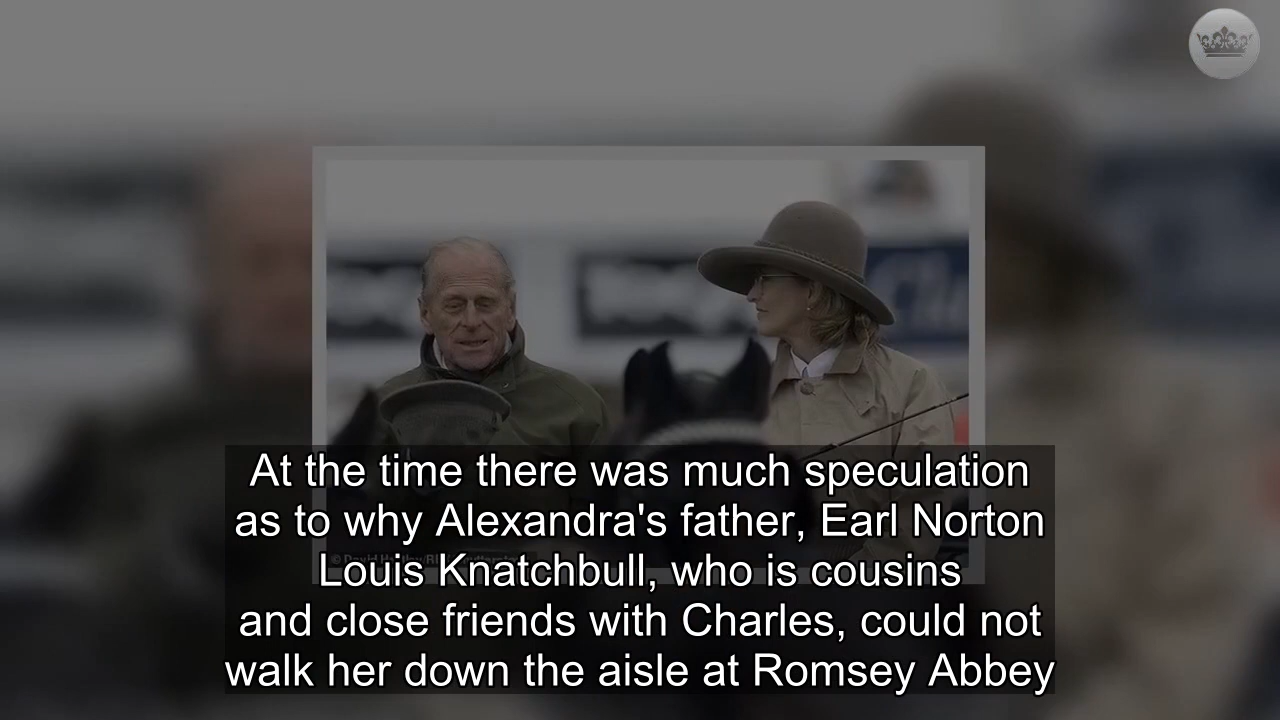 At the time there was much speculation
as to why Alexandra's father, Earl Norton
Louis Knatchbull, who is cousins
and close friends with Charles, could not
walk her down the aisle at Romsey Abbey